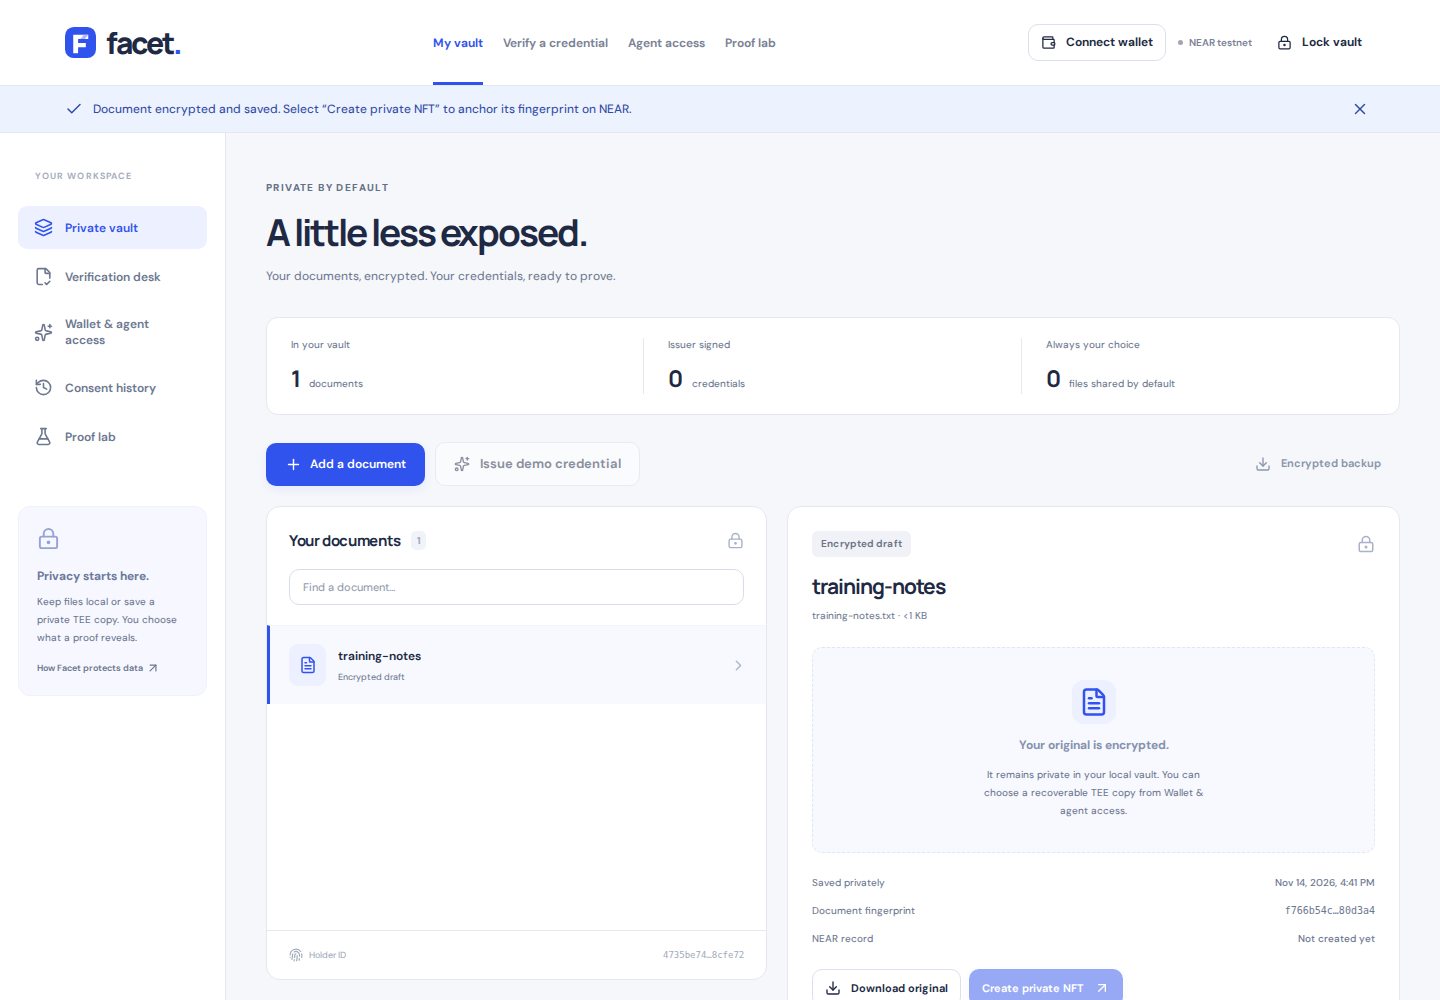 facet.
My vault
Verify a credential
Agent access
Proof lab
Connect wallet
NEAR testnet
Lock vault
Document encrypted and saved. Select “Create private NFT” to anchor its fingerprint on NEAR.
YOUR WORKSPACE
Private vault
Verification desk
Wallet & agent
access
Consent history
Proof lab
Privacy starts here.
Keep files local or save a
private TEE copy. You choose
what a proof reveals.
How Facet protects data
PRIVATE BY DEFAULT
A little less exposed.
Your documents, encrypted. Your credentials, ready to prove.
In your vault
1 documents
Issuer signed
0 credentials
Always your choice
0 files shared by default
Add a document
Issue demo credential
Encrypted backup
Your documents 1
Find a document…
training-notes
Encrypted draft
Holder ID
4735be74…8cfe72
Encrypted draft
training-notes
training-notes.txt · <1 KB
Your original is encrypted.
It remains private in your local vault. You can
choose a recoverable TEE copy from Wallet &
agent access.
Saved privately
Nov 14, 2026, 4:41 PM
Document fingerprint
f766b54c…80d3a4
NEAR record
Not created yet
Download original
Create private NFT